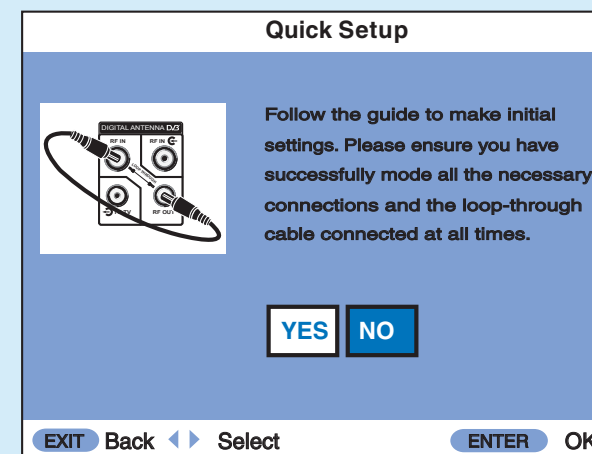 Quick Setup
DIGITAL ANTENNA DVB
RF IN RF IN
RF OUT
Follow the guide to make initial
settings. Please ensure you have
successfully mode all the necessary
connections and the loop-through
cable connected at all times.
YES NO
EXIT Back Select ENTER OK